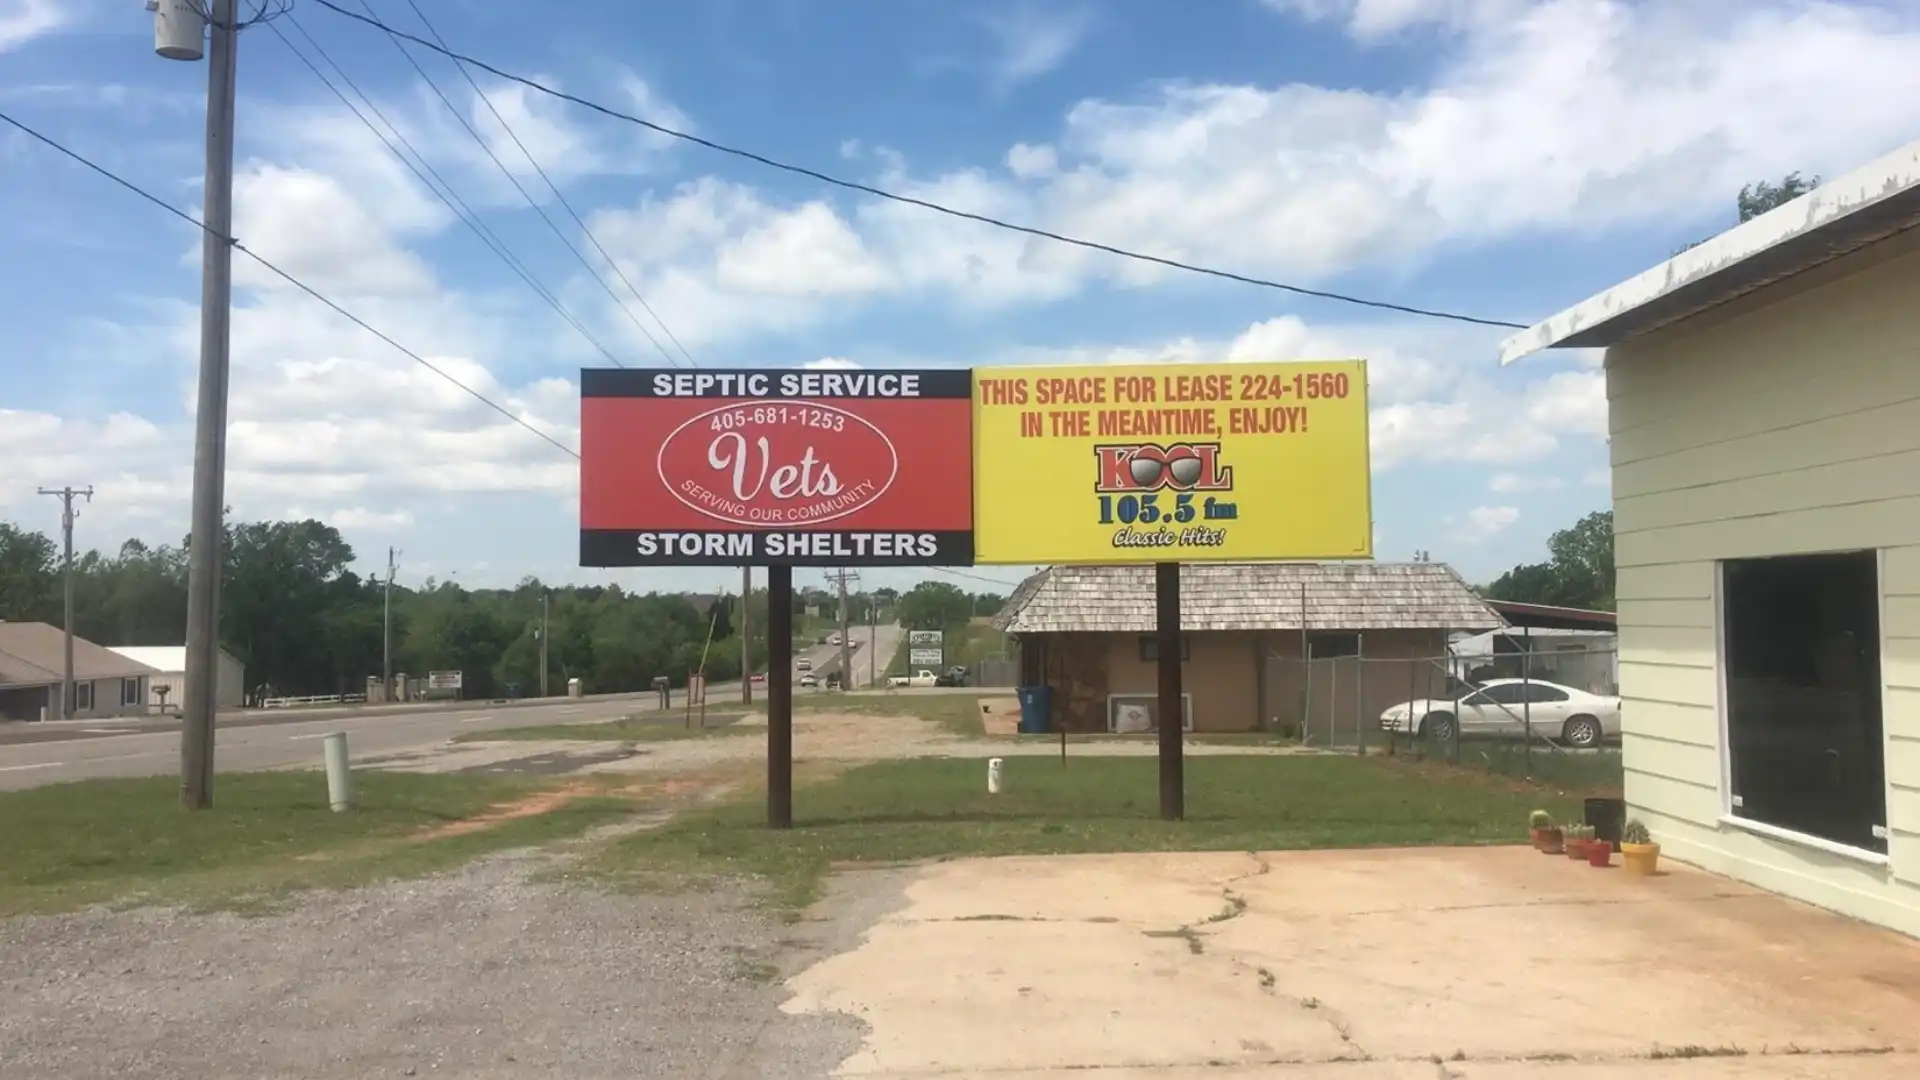 SEPTIC SERVICE
405-681-1253
Vets
SERVING OUR COMMUNITY
STORM SHELTERS
THIS SPACE FOR LEASE 224-1560
IN THE MEANTIME, ENJOY!
KOOL
105.5 fm
Classic Hits!